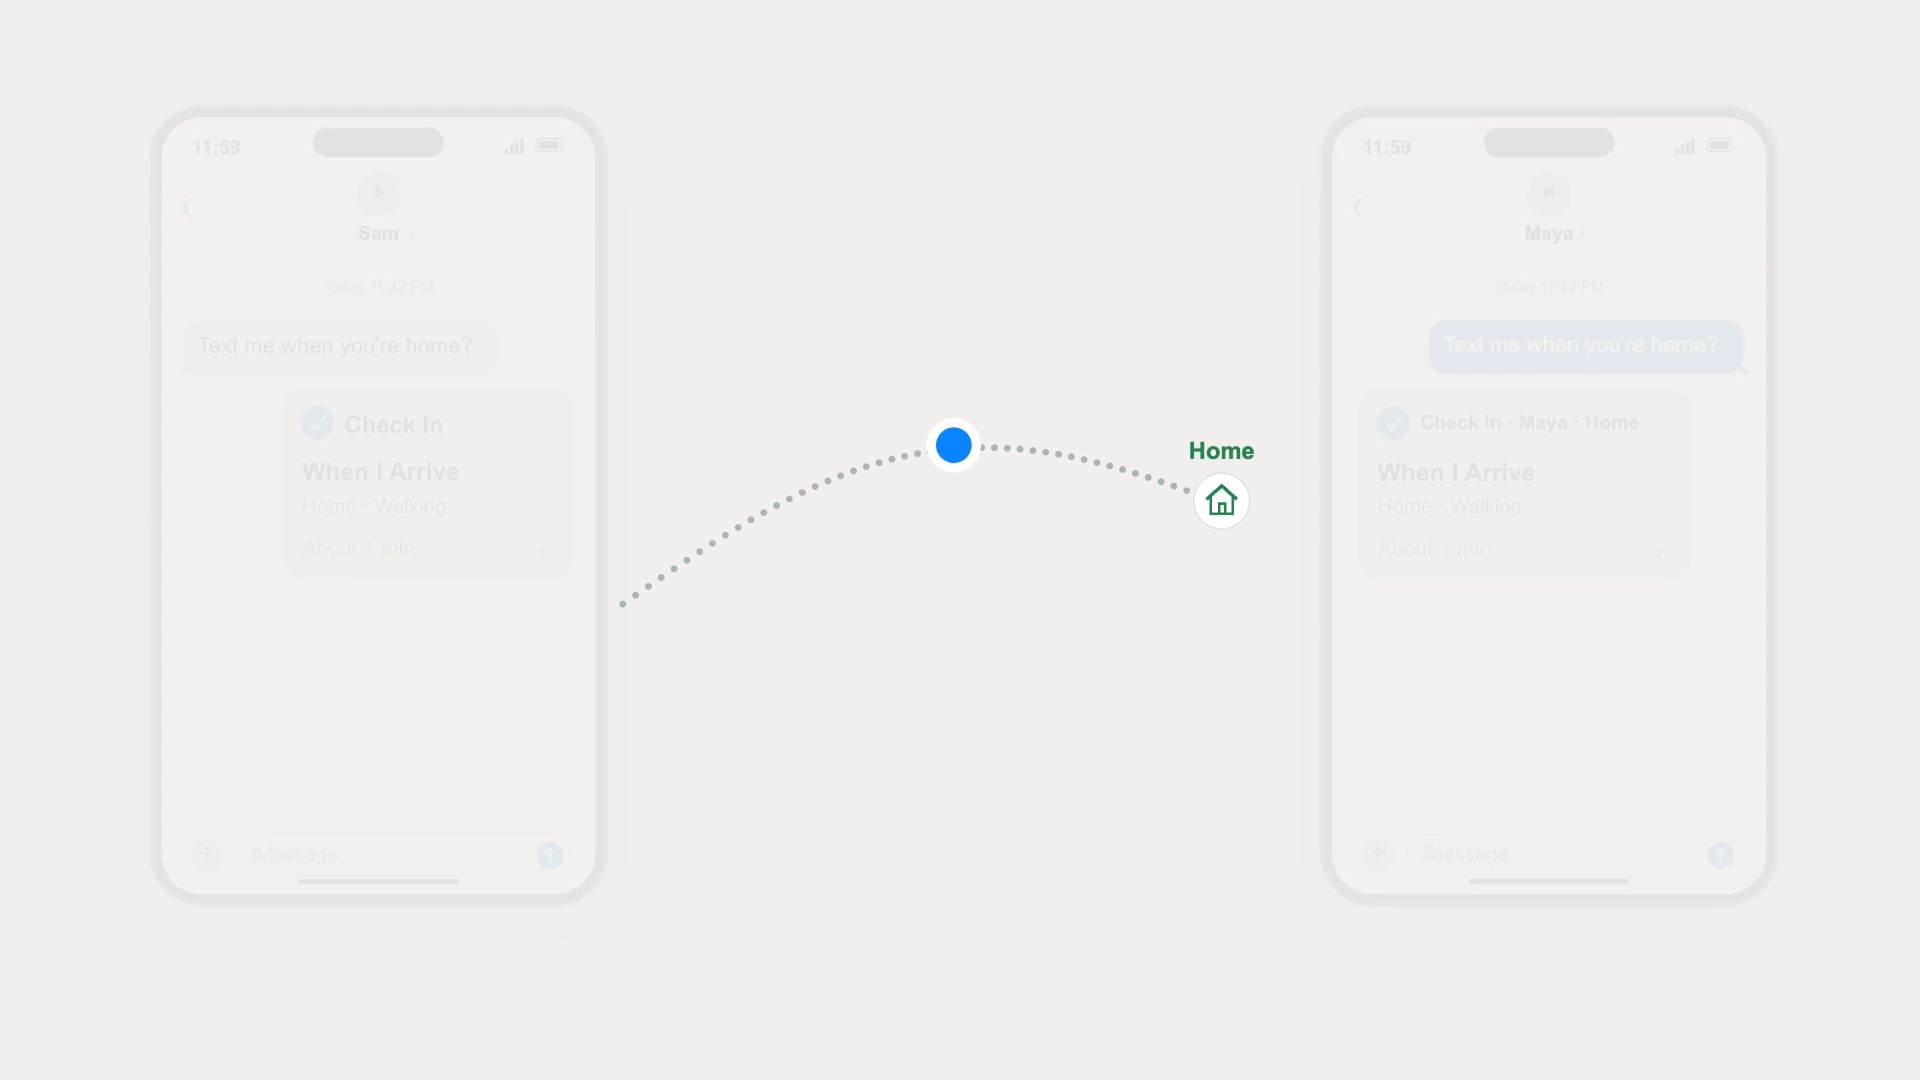 11:59
S
Sam ›
Today 11:42 PM
Text me when you're home?
Check In
When I Arrive
Home · Walking
About 1 min ›
iMessage
Home
11:59
M
Maya ›
Today 11:42 PM
Text me when you're home?
Check In · Maya · Home
When I Arrive
Home · Walking
About 1 min ›
iMessage